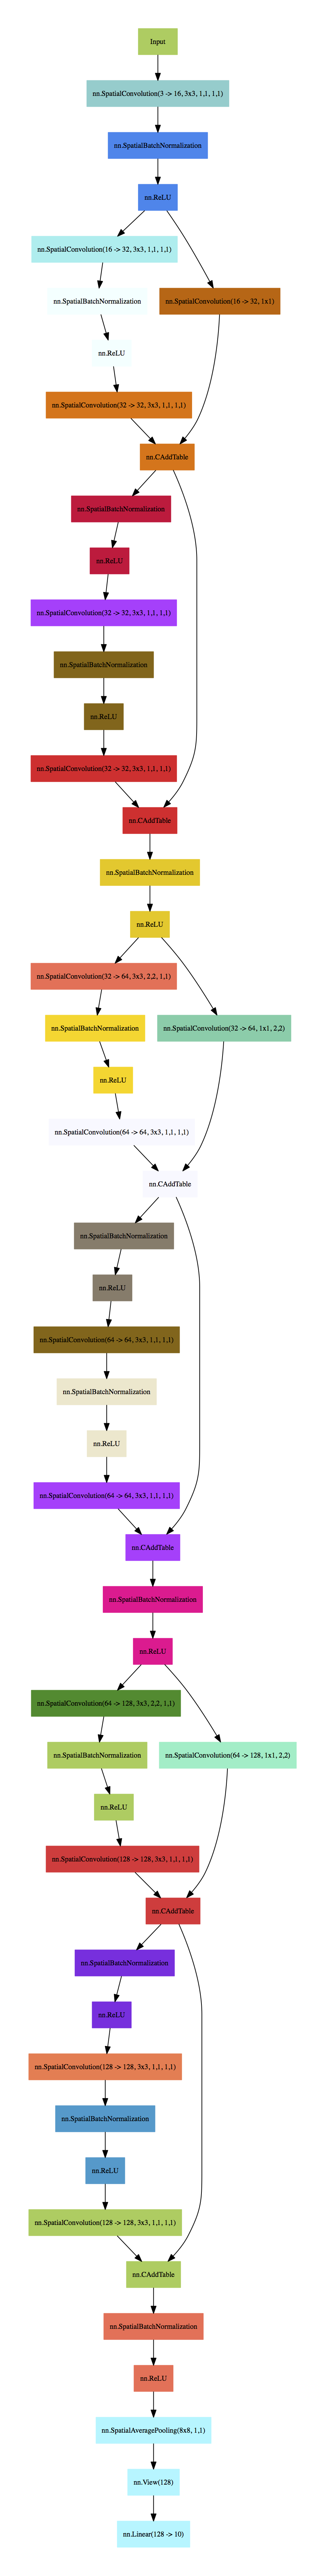 Input
nn.SpatialConvolution(3 -> 16, 3x3, 1,1, 1,1)
nn.SpatialBatchNormalization
nn.ReLU
nn.SpatialConvolution(16 -> 32, 3x3, 1,1, 1,1)
nn.SpatialBatchNormalization
nn.SpatialConvolution(16 -> 32, 1x1)
nn.ReLU
nn.SpatialConvolution(32 -> 32, 3x3, 1,1, 1,1)
nn.CAddTable
nn.SpatialBatchNormalization
nn.ReLU
nn.SpatialConvolution(32 -> 32, 3x3, 1,1, 1,1)
nn.SpatialBatchNormalization
nn.ReLU
nn.SpatialConvolution(32 -> 32, 3x3, 1,1, 1,1)
nn.CAddTable
nn.SpatialBatchNormalization
nn.ReLU
nn.SpatialConvolution(32 -> 64, 3x3, 2,2, 1,1)
nn.SpatialBatchNormalization
nn.SpatialConvolution(32 -> 64, 1x1, 2,2)
nn.ReLU
nn.SpatialConvolution(64 -> 64, 3x3, 1,1, 1,1)
nn.CAddTable
nn.SpatialBatchNormalization
nn.ReLU
nn.SpatialConvolution(64 -> 64, 3x3, 1,1, 1,1)
nn.SpatialBatchNormalization
nn.ReLU
nn.SpatialConvolution(64 -> 64, 3x3, 1,1, 1,1)
nn.CAddTable
nn.SpatialBatchNormalization
nn.ReLU
nn.SpatialConvolution(64 -> 128, 3x3, 2,2, 1,1)
nn.SpatialBatchNormalization
nn.SpatialConvolution(64 -> 128, 1x1, 2,2)
nn.ReLU
nn.SpatialConvolution(128 -> 128, 3x3, 1,1, 1,1)
nn.CAddTable
nn.SpatialBatchNormalization
nn.ReLU
nn.SpatialConvolution(128 -> 128, 3x3, 1,1, 1,1)
nn.SpatialBatchNormalization
nn.ReLU
nn.SpatialConvolution(128 -> 128, 3x3, 1,1, 1,1)
nn.CAddTable
nn.SpatialBatchNormalization
nn.ReLU
nn.SpatialAveragePooling(8x8, 1,1)
nn.View(128)
nn.Linear(128 -> 10)